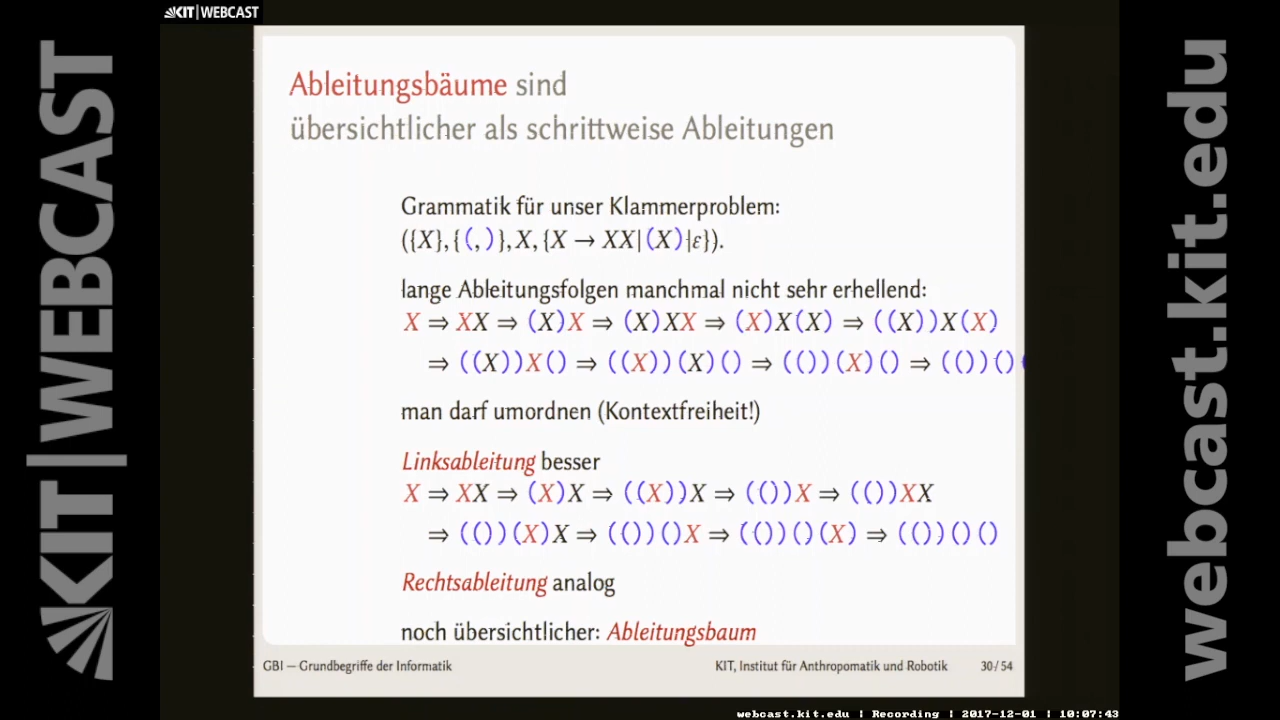 KIT|WEBCAST
KIT|WEBCAST
webcast.kit.edu
Ableitungsbäume sind
übersichtlicher als schrittweise Ableitungen
Grammatik für unser Klammerproblem:
({X},{(,)},X,{X → XX|(X)|ε}).
lange Ableitungsfolgen manchmal nicht sehr erhellend:
X ⇒ XX ⇒ (X)X ⇒ (X)XX ⇒ (X)X(X) ⇒ ((X))X(X)
⇒ ((X))X() ⇒ ((X))(X)() ⇒ (())(X)() ⇒ (())()(
man darf umordnen (Kontextfreiheit!)
Linksableitung besser
X ⇒ XX ⇒ (X)X ⇒ ((X))X ⇒ (())X ⇒ (())XX
⇒ (())(X)X ⇒ (())()X ⇒ (())()(X) ⇒ (())()()
Rechtsableitung analog
noch übersichtlicher: Ableitungsbaum
GBI — Grundbegriffe der Informatik
KIT, Institut für Anthropomatik und Robotik
30/54
webcast.kit.edu | Recording | 2017-12-01 | 10:07:43